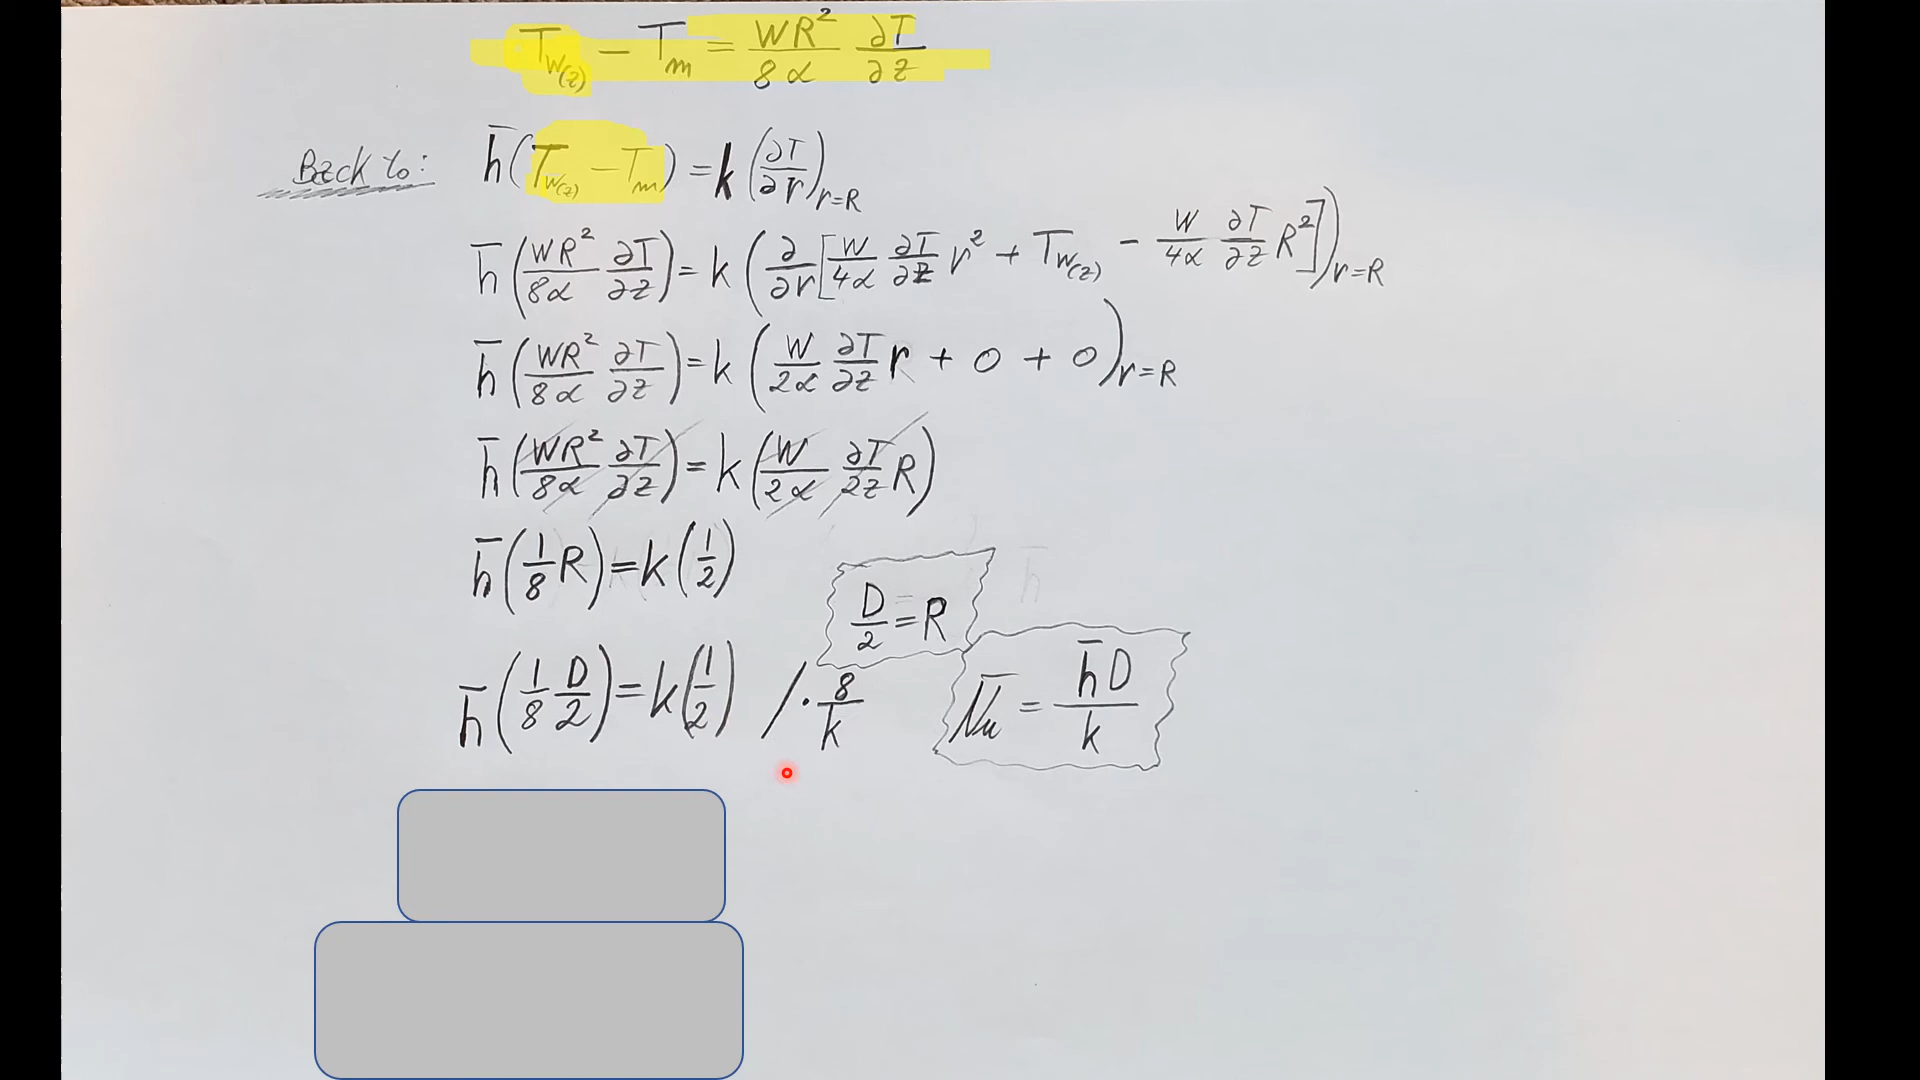 T_W(z) − T_m = WR²/8α ∂T/∂z
Back to: h̄(T_W(z) − T_m) = k(∂T/∂r)_r=R
h̄(WR²/8α ∂T/∂z) = k(∂/∂r[W/4α ∂T/∂z r² + T_W(z) − W/4α ∂T/∂z R²])_r=R
h̄(WR²/8α ∂T/∂z) = k(W/2α ∂T/∂z r + 0 + 0)_r=R
h̄(WR²/8α ∂T/∂z) = k(W/2α ∂T/∂z R)
h̄(1/8 R) = k(1/2)
D/2 = R
h̄(1/8 D/2) = k(1/2) /· 8/k
N̄u = h̄D/k